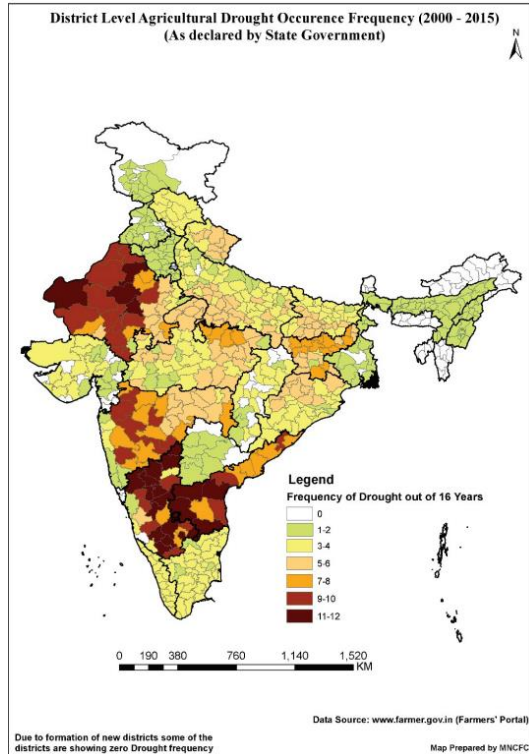 District Level Agricultural Drought Occurence Frequency (2000 - 2015)
(As declared by State Government)
N
Legend
Frequency of Drought out of 16 Years
0
1-2
3-4
5-6
7-8
9-10
11-12
0 190 380 760 1,140 1,520
KM
Data Source: www.farmer.gov.in (Farmers' Portal)
Due to formation of new districts some of the
districts are showing zero Drought frequency
Map Prepared by MNCFC